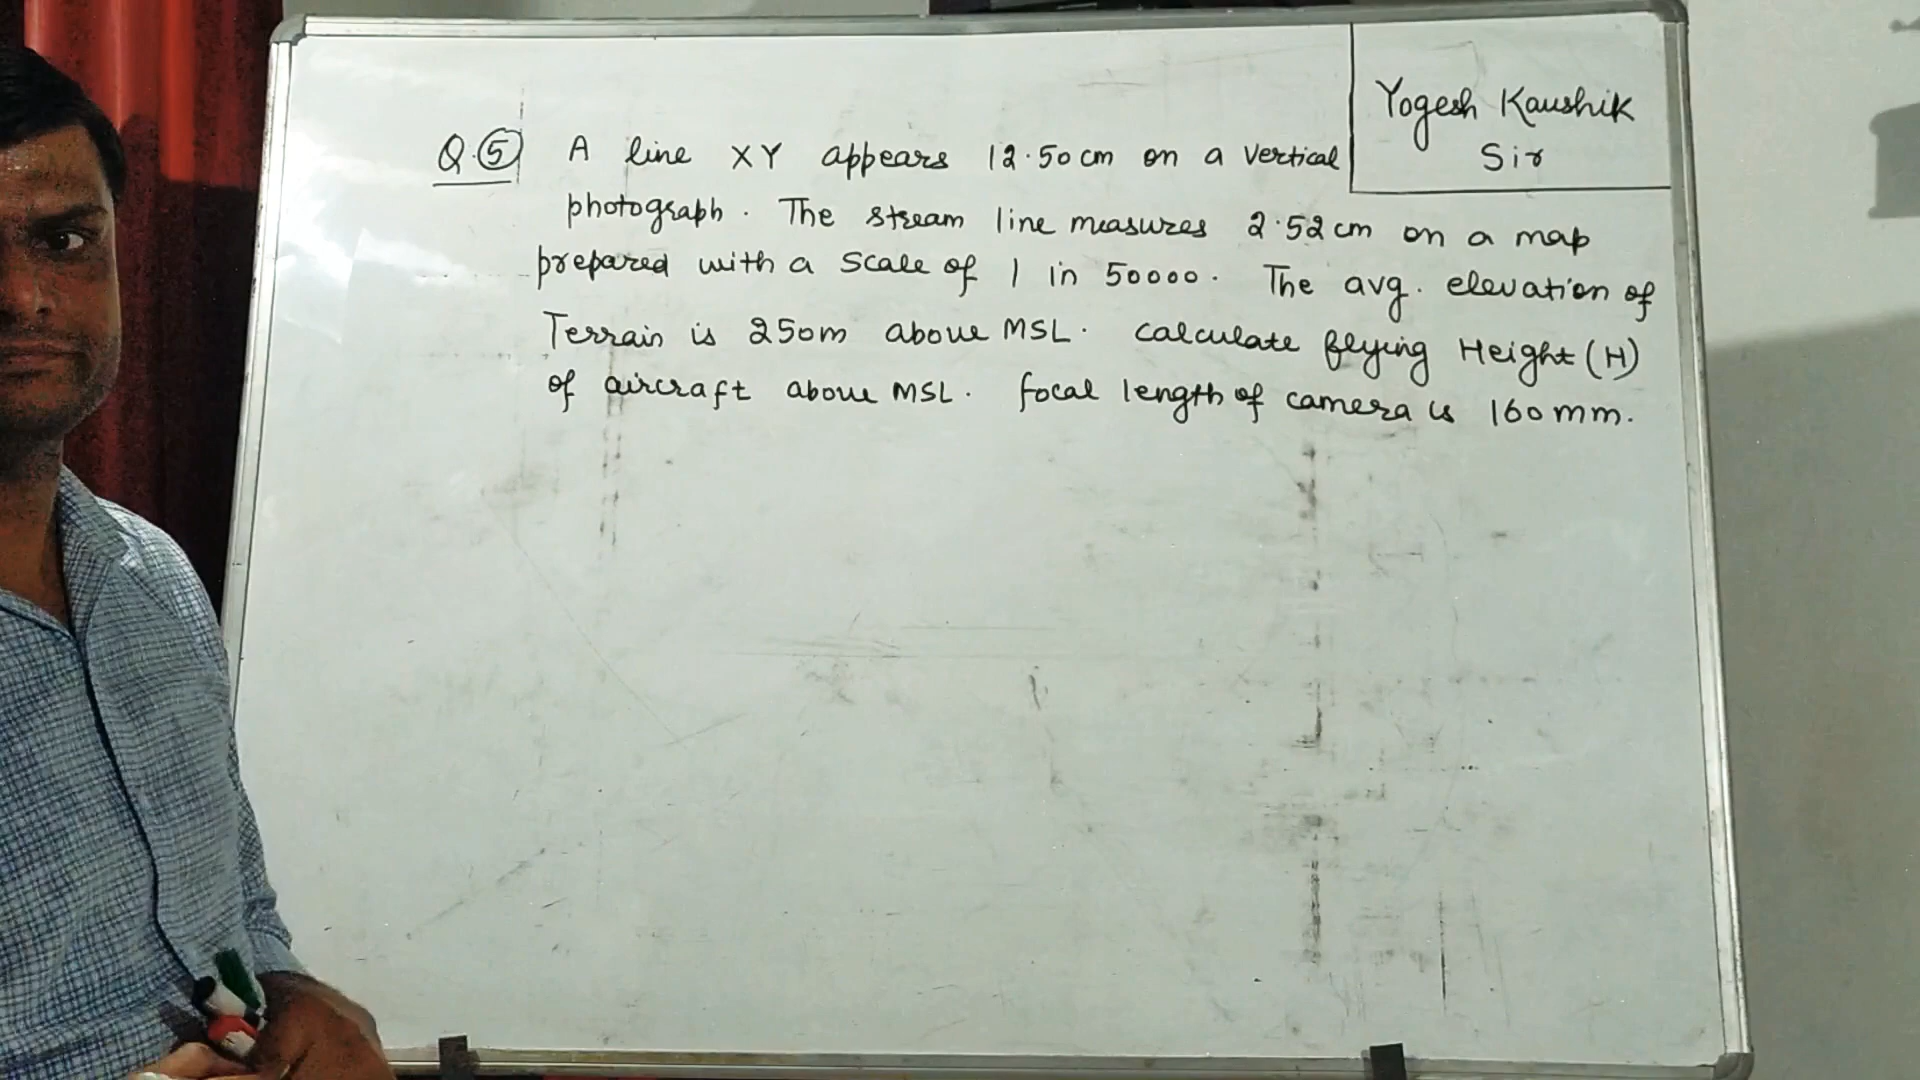 Yogesh Kaushik
Sir
Q.5 A line XY appears 12.50 cm on a vertical
photograph. The stream line measures 2.52 cm on a map
prepared with a scale of 1 in 50000. The avg. elevation of
Terrain is 250m above MSL. calculate flying Height (H)
of aircraft above MSL. focal length of camera is 160 mm.